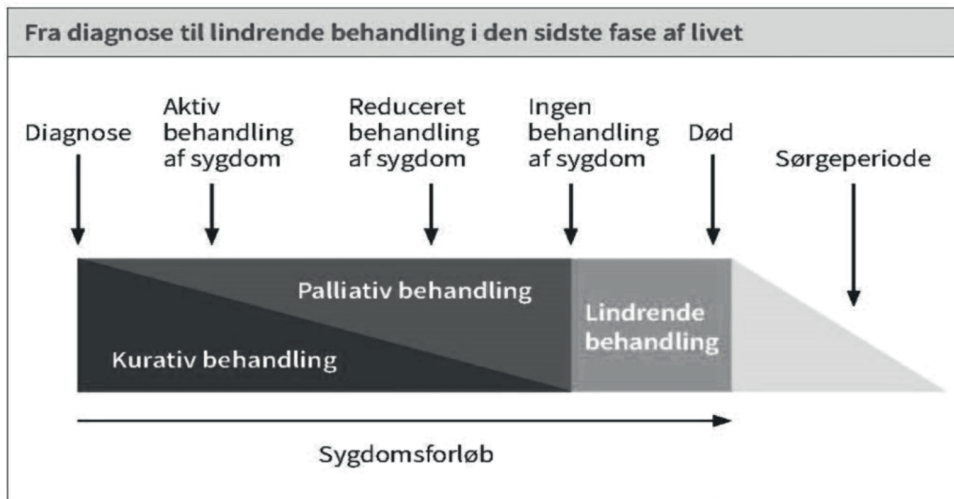 Fra diagnose til lindrende behandling i den sidste fase af livet
Diagnose
Aktiv
behandling
af sygdom
Reduceret
behandling
af sygdom
Ingen
behandling
af sygdom
Død
Sørgeperiode
Palliativ behandling
Kurativ behandling
Lindrende
behandling
Sygdomsforløb